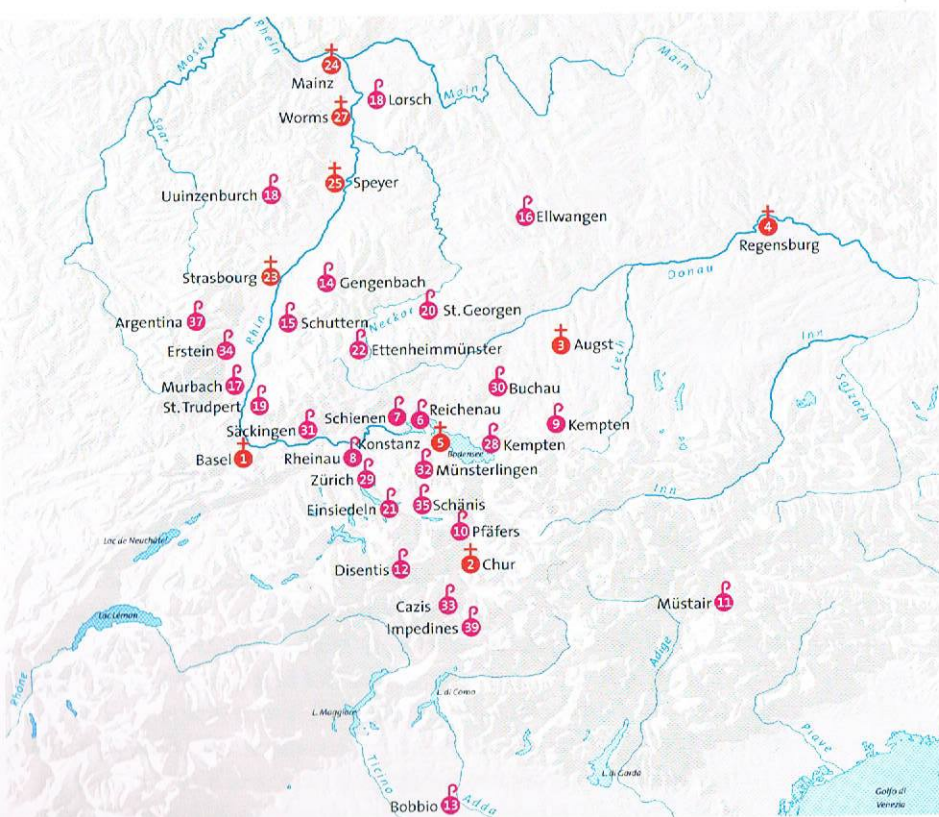 Mosel
Rhein
24
Mainz
Main
Main
18 Lorsch
Worms 27
Saar
25 Speyer
Uuinzenburch 18
16 Ellwangen
4
Regensburg
Strasbourg 23
14 Gengenbach
Donau
20 St. Georgen
Argentina 37
Rhin
15 Schuttern
Neckar
Erstein 34
22 Ettenheimmünster
3 Augst
Lech
Inn
Murbach 17
30 Buchau
Salzach
St. Trudpert 19
Schienen 7
Reichenau
6
9 Kempten
Säckingen 31
Konstanz 5
28 Kempten
Bodensee
Basel 1
Rheinau 8
32 Münsterlingen
Zürich 29
Inn
Einsiedeln 21
35 Schänis
10 Pfäfers
Lac de Neuchâtel
Disentis 12
2 Chur
Cazis 33
Müstair 11
Lac Léman
Impedines 39
Adige
Rhône
L. di Como
L. Maggiore
Piave
Ticino
L. di Garda
Bobbio 13
Adda
Golfo di
Venezia